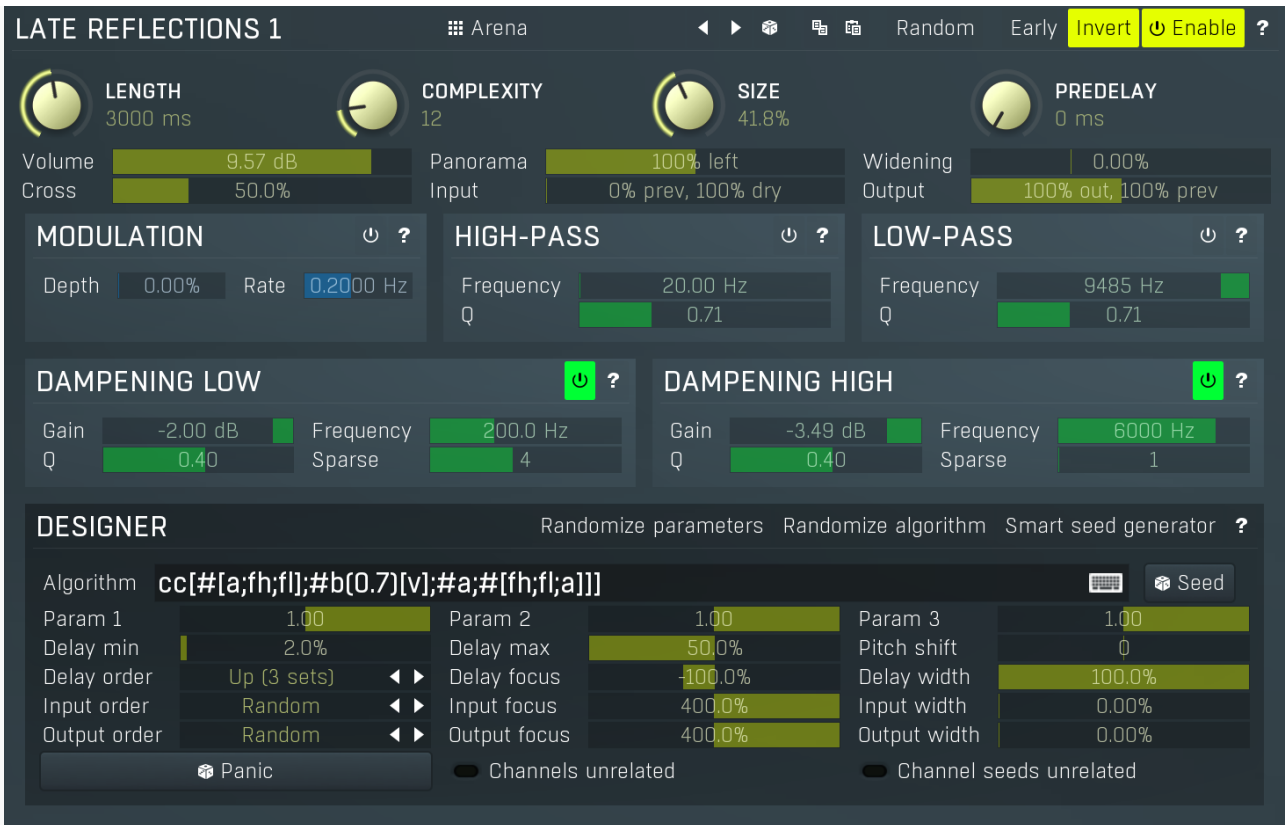 LATE REFLECTIONS 1 Arena Random Early Invert Enable ?
LENGTH COMPLEXITY SIZE PREDELAY
3000 ms 12 41.8% 0 ms
Volume 9.57 dB Panorama 100% left Widening 0.00%
Cross 50.0% Input 0% prev, 100% dry Output 100% out, 100% prev
MODULATION ? HIGH-PASS ? LOW-PASS ?
Depth 0.00% Rate 0.2000 Hz Frequency 20.00 Hz Frequency 9485 Hz
Q 0.71 Q 0.71
DAMPENING LOW ? DAMPENING HIGH ?
Gain -2.00 dB Frequency 200.0 Hz Gain -3.49 dB Frequency 6000 Hz
Q 0.40 Sparse 4 Q 0.40 Sparse 1
DESIGNER Randomize parameters Randomize algorithm Smart seed generator ?
Algorithm cc[#[a;fh;fl];#b(0.7)[v];#a;#[fh;fl;a]]] Seed
Param 1 1.00 Param 2 1.00 Param 3 1.00
Delay min 2.0% Delay max 50.0% Pitch shift 0
Delay order Up (3 sets) Delay focus -100.0% Delay width 100.0%
Input order Random Input focus 400.0% Input width 0.00%
Output order Random Output focus 400.0% Output width 0.00%
Panic Channels unrelated Channel seeds unrelated